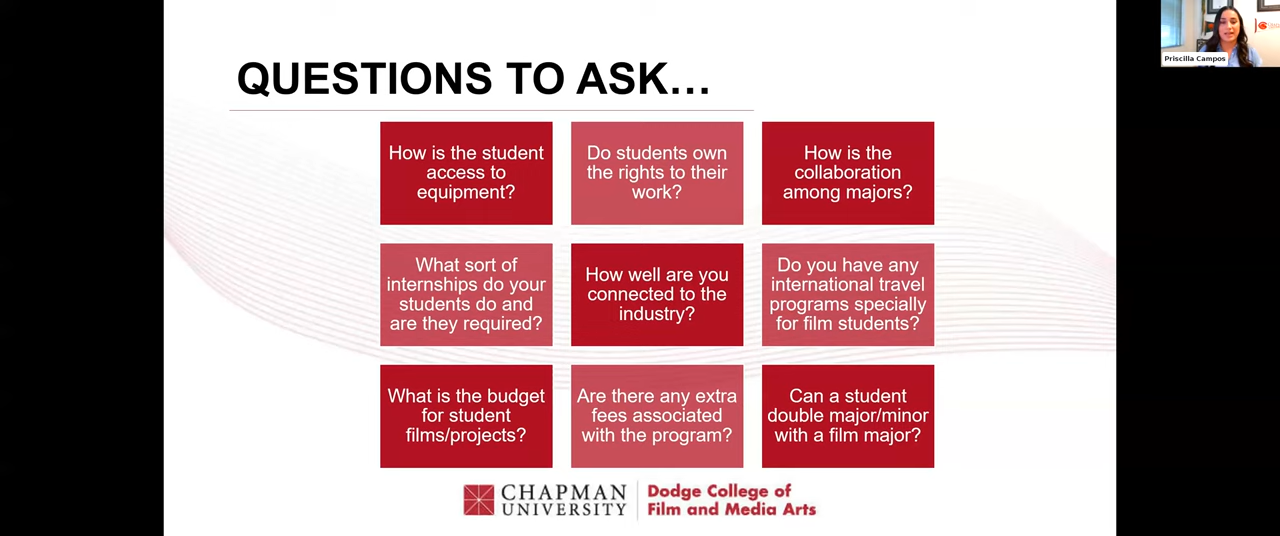 Priscilla Campos
QUESTIONS TO ASK...
How is the student
access to
equipment?
Do students own
the rights to their
work?
How is the
collaboration
among majors?
What sort of
internships do your
students do and
are they required?
How well are you
connected to the
industry?
Do you have any
international travel
programs specially
for film students?
What is the budget
for student
films/projects?
Are there any extra
fees associated
with the program?
Can a student
double major/minor
with a film major?
CHAPMAN
UNIVERSITY
Dodge College of
Film and Media Arts